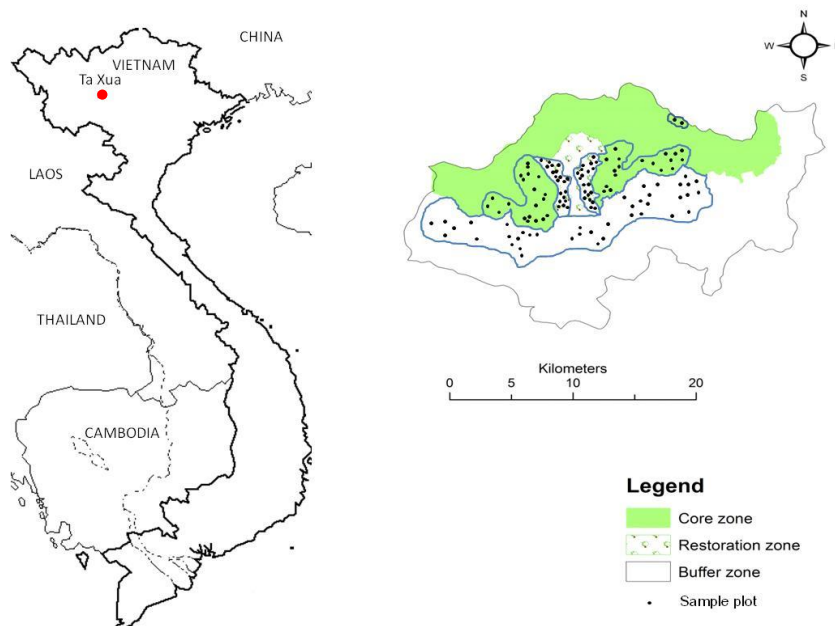 CHINA
VIETNAM
Ta Xua
LAOS
THAILAND
CAMBODIA
N
W
E
S
Kilometers
0 5 10 20
Legend
Core zone
Restoration zone
Buffer zone
Sample plot